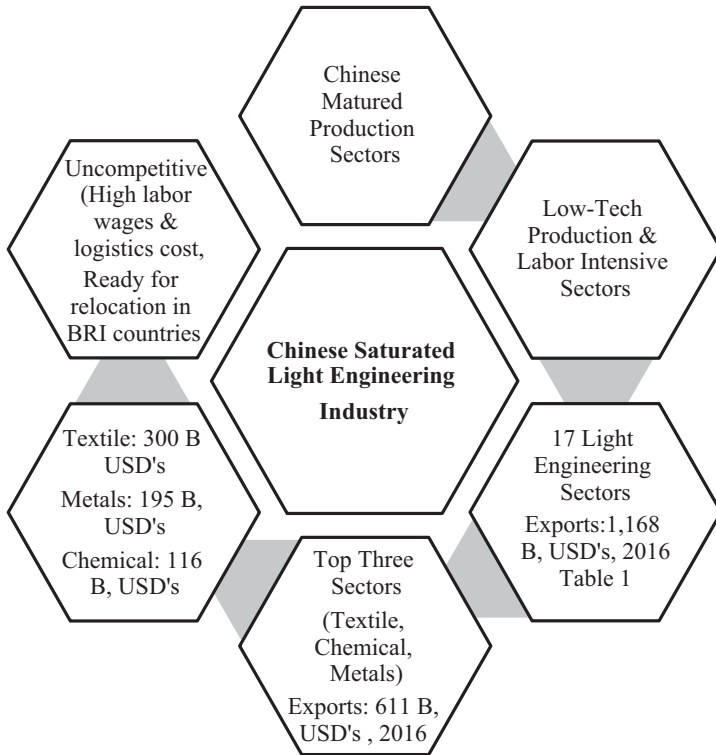 Chinese
Matured
Production
Sectors
Low-Tech
Production &
Labor Intensive
Sectors
17 Light
Engineering
Sectors
Exports:1,168
B, USD's, 2016
Table 1
Top Three
Sectors
(Textile,
Chemical,
Metals)
Exports: 611 B,
USD's , 2016
Textile: 300 B
USD's
Metals: 195 B,
USD's
Chemical: 116
B, USD's
Uncompetitive
(High labor
wages &
logistics cost,
Ready for
relocation in
BRI countries
Chinese Saturated
Light Engineering
Industry